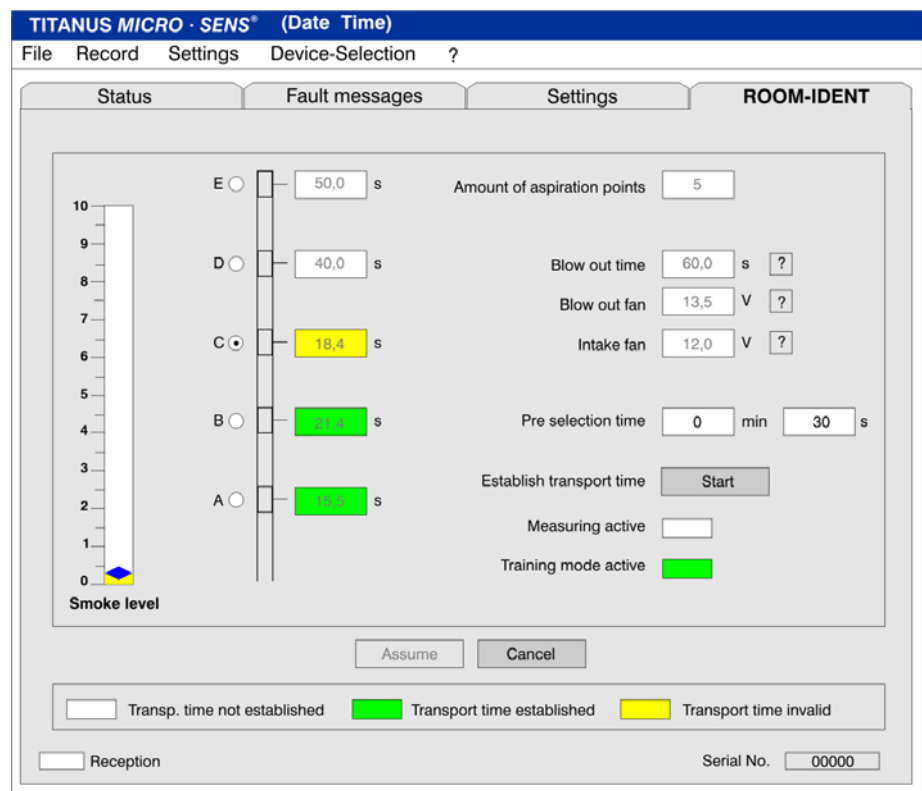 TITANUS MICRO · SENS® (Date Time)
File Record Settings Device-Selection ?
Status Fault messages Settings ROOM-IDENT
E 50,0 s Amount of aspiration points 5
10
9
D 40,0 s Blow out time 60,0 s ?
8
Blow out fan 13,5 V ?
7
C 18,4 s Intake fan 12,0 V ?
6
5
B 21,4 s Pre selection time 0 min 30 s
4
3
Establish transport time Start
A 15,5 s
2
Measuring active
1
Training mode active
0
Smoke level
Assume Cancel
Transp. time not established Transport time established Transport time invalid
Reception Serial No. 00000